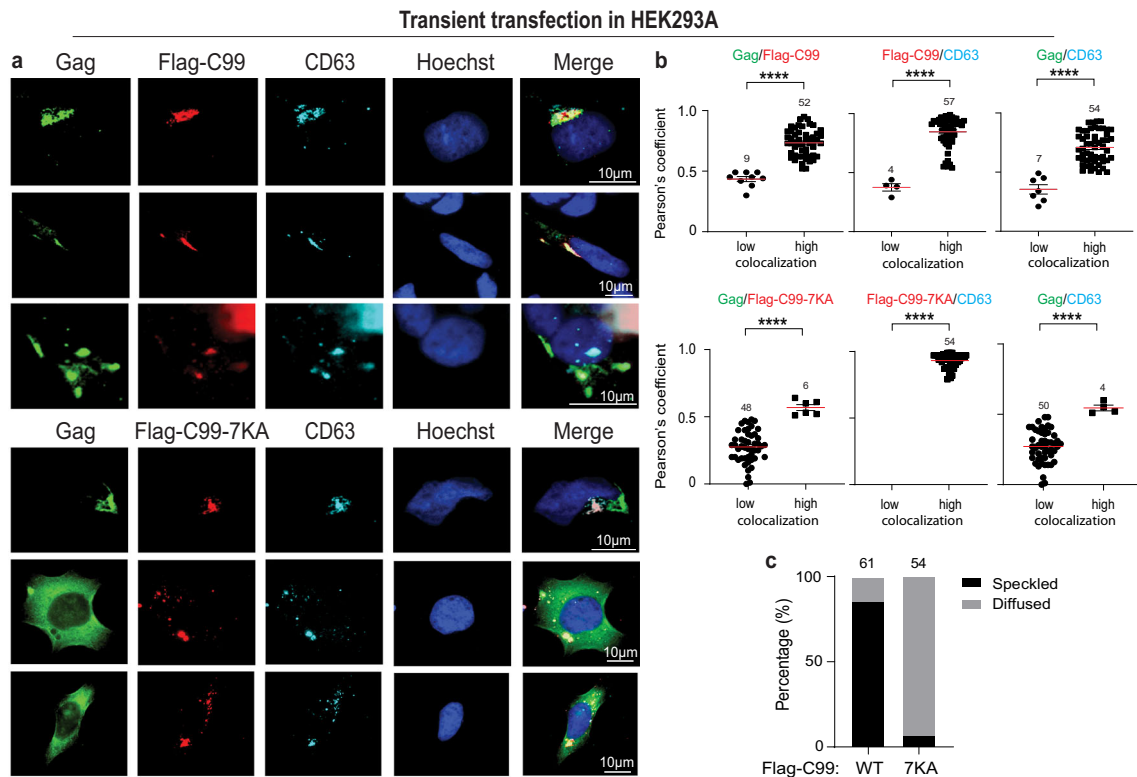 Transient transfection in HEK293A
a
Gag Flag-C99 CD63 Hoechst Merge
10µm
10µm
10µm
Gag Flag-C99-7KA CD63 Hoechst Merge
10µm
10µm
10µm
b
Gag/Flag-C99 Flag-C99/CD63 Gag/CD63
**** **** ****
52 57 54
9 4 7
Pearson's coefficient
1.0
0.5
0
low high low high low high
colocalization colocalization colocalization
Gag/Flag-C99-7KA Flag-C99-7KA/CD63 Gag/CD63
**** **** ****
48 6 54 50 4
Pearson's coefficient
1.0
0.5
0
low high low high low high
colocalization colocalization colocalization
c
61 54
100
50
0
Percentage (%)
Speckled
Diffused
Flag-C99: WT 7KA